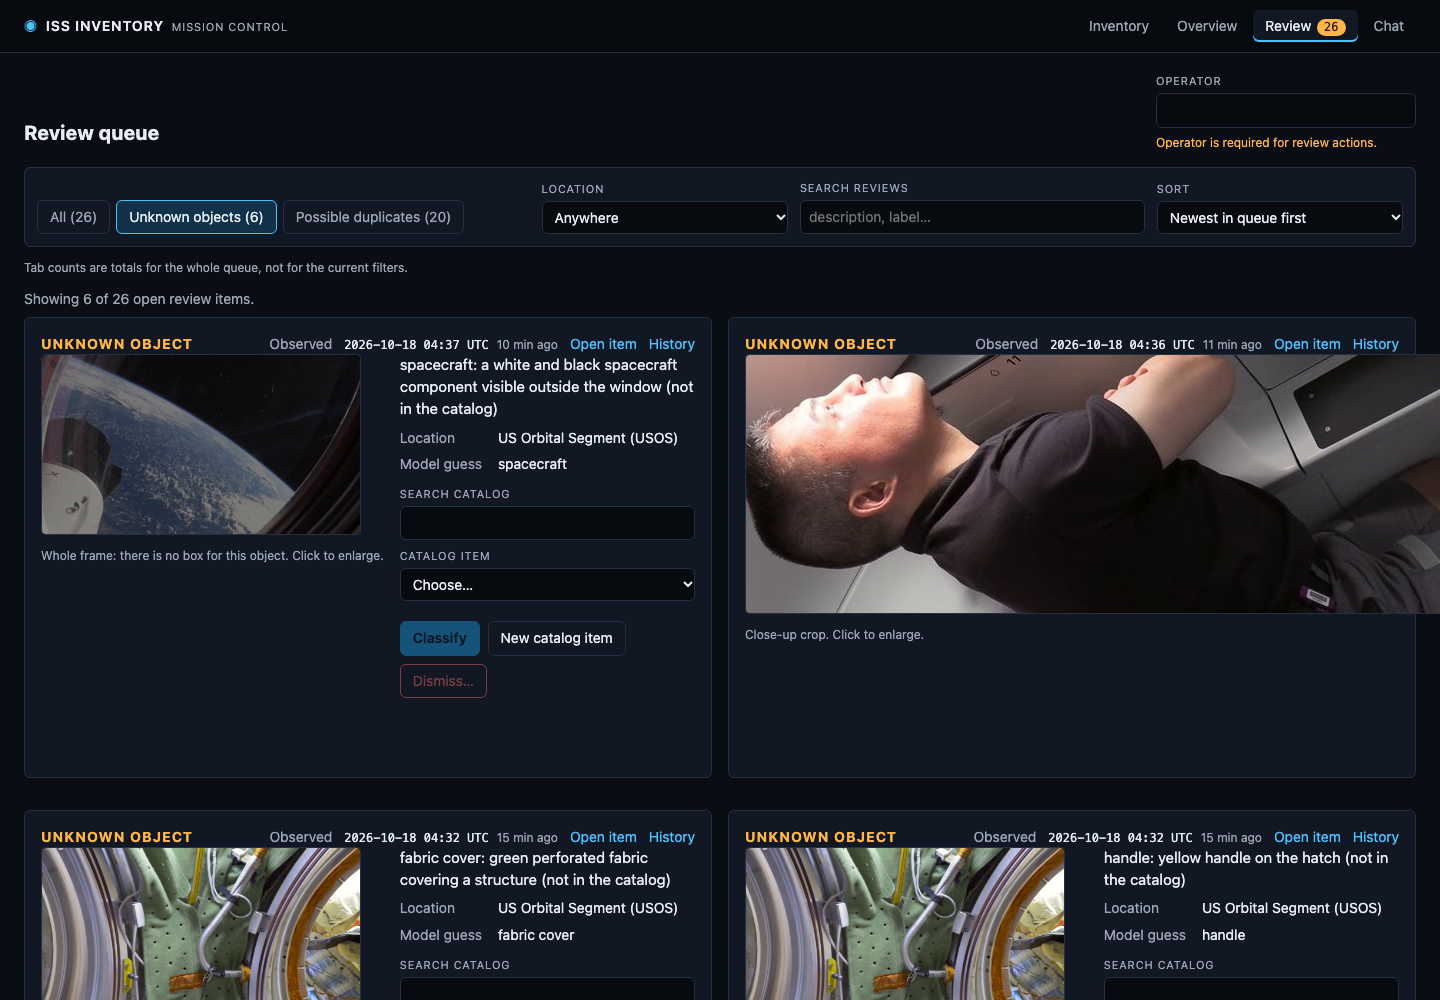 ISS INVENTORY MISSION CONTROL
Inventory Overview Review 26 Chat
OPERATOR
Review queue
Operator is required for review actions.
LOCATION SEARCH REVIEWS SORT
All (26) Unknown objects (6) Possible duplicates (20) Anywhere description, label... Newest in queue first
Tab counts are totals for the whole queue, not for the current filters.
Showing 6 of 26 open review items.
UNKNOWN OBJECT Observed 2026-10-18 04:37 UTC 10 min ago Open item History
spacecraft: a white and black spacecraft
component visible outside the window (not
in the catalog)
Location US Orbital Segment (USOS)
Model guess spacecraft
SEARCH CATALOG
Whole frame: there is no box for this object. Click to enlarge.
CATALOG ITEM
Choose...
Classify New catalog item
Dismiss...
UNKNOWN OBJECT Observed 2026-10-18 04:36 UTC 11 min ago Open item History
11
Close-up crop. Click to enlarge.
UNKNOWN OBJECT Observed 2026-10-18 04:32 UTC 15 min ago Open item History
fabric cover: green perforated fabric
covering a structure (not in the catalog)
Location US Orbital Segment (USOS)
Model guess fabric cover
SEARCH CATALOG
UNKNOWN OBJECT Observed 2026-10-18 04:32 UTC 15 min ago Open item History
handle: yellow handle on the hatch (not in
the catalog)
Location US Orbital Segment (USOS)
Model guess handle
SEARCH CATALOG